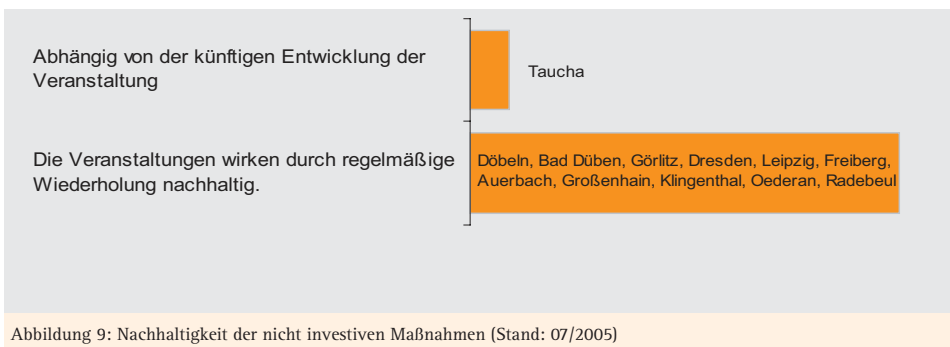 Abhängig von der künftigen Entwicklung der
Veranstaltung
Taucha
Die Veranstaltungen wirken durch regelmäßige
Wiederholung nachhaltig.
Döbeln, Bad Düben, Görlitz, Dresden, Leipzig, Freiberg,
Auerbach, Großenhain, Klingenthal, Oederan, Radebeul
Abbildung 9: Nachhaltigkeit der nicht investiven Maßnahmen (Stand: 07/2005)